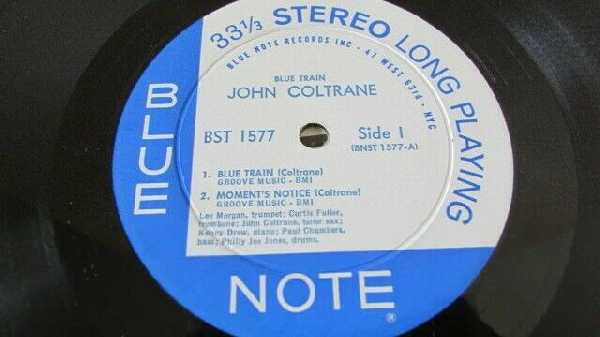 33 1/3 STEREO LONG PLAYING
BLUE NOTE RECORDS INC · 47 WEST 63rd · NYC
BLUE TRAIN
JOHN COLTRANE
BST 1577
Side 1
(BNST 1577-A)
1. BLUE TRAIN (Coltrane)
GROOVE MUSIC - BMI
2. MOMENT'S NOTICE (Coltrane)
GROOVE MUSIC - BMI
Lee Morgan, trumpet; Curtis Fuller,
trombone; John Coltrane, tenor sax;
Kenny Drew, piano; Paul Chambers,
bass; Philly Joe Jones, drums.
BLUE
NOTE
®